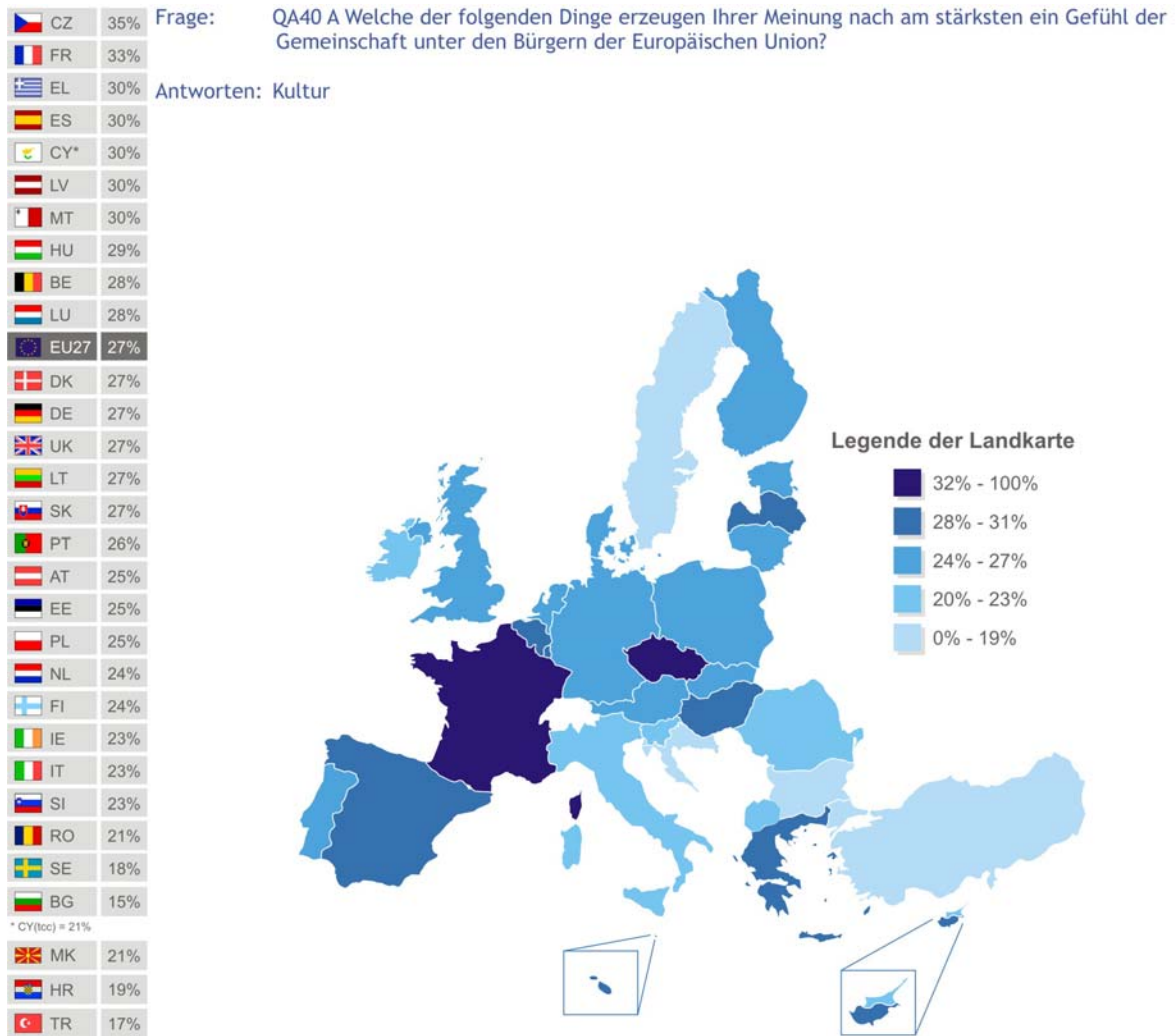 Frage: QA40 A Welche der folgenden Dinge erzeugen Ihrer Meinung nach am stärksten ein Gefühl der
Gemeinschaft unter den Bürgern der Europäischen Union?
Antworten: Kultur
CZ 35%
FR 33%
EL 30%
ES 30%
CY* 30%
LV 30%
MT 30%
HU 29%
BE 28%
LU 28%
EU27 27%
DK 27%
DE 27%
UK 27%
LT 27%
SK 27%
PT 26%
AT 25%
EE 25%
PL 25%
NL 24%
FI 24%
IE 23%
IT 23%
SI 23%
RO 21%
SE 18%
BG 15%
* CY(tcc) = 21%
MK 21%
HR 19%
TR 17%
Legende der Landkarte
32% - 100%
28% - 31%
24% - 27%
20% - 23%
0% - 19%